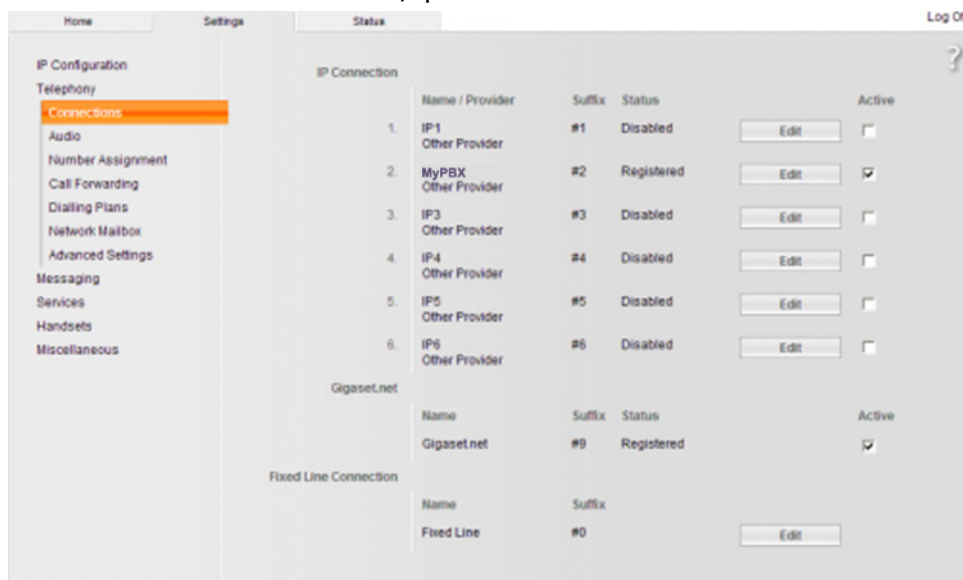 Home Settings Status Log Of
?
IP Configuration
Telephony
Connections
Audio
Number Assignment
Call Forwarding
Dialling Plans
Network Mailbox
Advanced Settings
Messaging
Services
Handsets
Miscellaneous
IP Connection
Name / Provider Suffix Status Active
1. IP1 #1 Disabled Edit
Other Provider
2. MyPBX #2 Registered Edit
Other Provider
3. IP3 #3 Disabled Edit
Other Provider
4. IP4 #4 Disabled Edit
Other Provider
5. IP5 #5 Disabled Edit
Other Provider
6. IP6 #6 Disabled Edit
Other Provider
Gigaset.net
Name Suffix Status Active
Gigaset.net #9 Registered
Fixed Line Connection
Name Suffix
Fixed Line #0 Edit